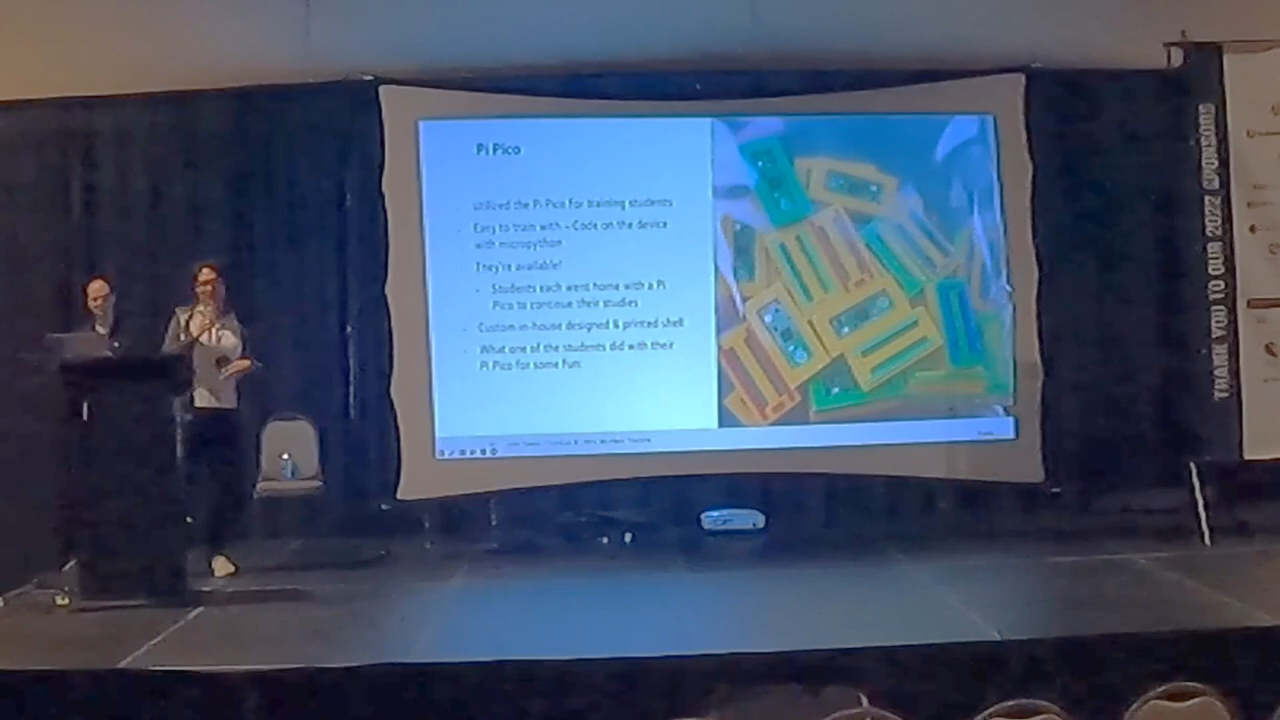 Pi Pico
utilized the Pi Pico for training students
Easy to train with - Code on the device
with micropython
They're available!
Students each went home with a Pi
Pico to continue their studies
Custom in-house designed & printed shell
What one of the students did with their
Pi Pico for some fun:
THANK YOU TO OUR 2022 SPONSORS